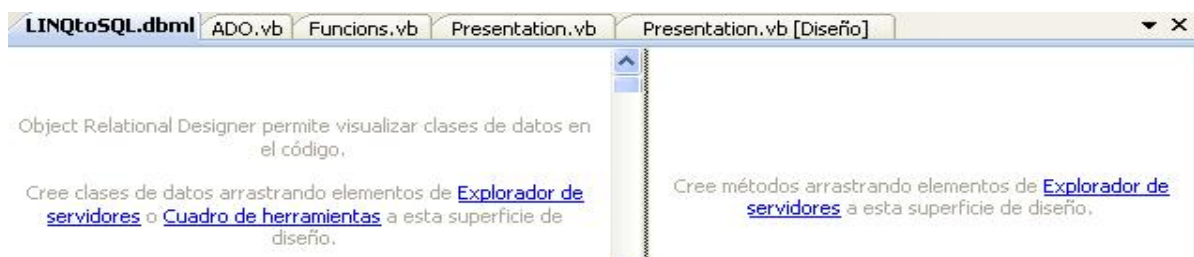 LINQtoSQL.dbml ADO.vb Funcions.vb Presentation.vb Presentation.vb [Diseño]
Object Relational Designer permite visualizar clases de datos en
el código.
Cree clases de datos arrastrando elementos de Explorador de
servidores o Cuadro de herramientas a esta superficie de
diseño.
Cree métodos arrastrando elementos de Explorador de
servidores a esta superficie de diseño.